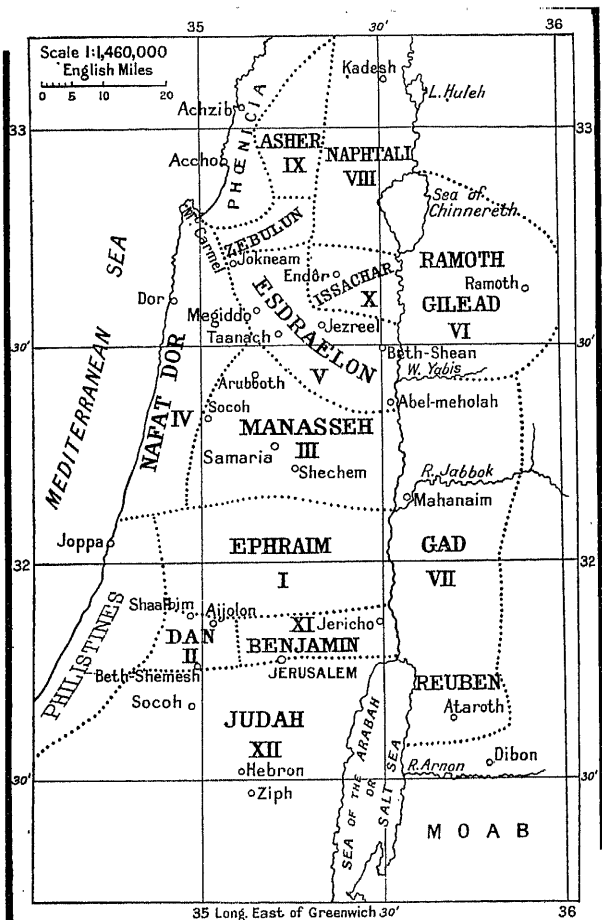 35
30'
36
Scale 1:1,460,000
English Miles
0 5 10 20
Kadesh
L. Huleh
Achzib
33
33
PHŒNICIA
ASHER
IX
NAPHTALI
VIII
Accho
Sea of
Chinnereth
Mt. Carmel
ZEBULUN
Jokneam
SEA
RAMOTH
Endôr
ISSACHAR
X
Ramoth
Dor
ESDRAELON
V
GILEAD
VI
Megiddo
Taanach
Jezreel
30'
30'
Beth-Shean
W. Yabis
Arubboth
MEDITERRANEAN
NAFAT DOR
IV
Socoh
Abel-meholah
MANASSEH
III
Samaria
Shechem
R. Jabbok
Mahanaim
Joppa
EPHRAIM
I
GAD
VII
32
32
PHILISTINES
Shaalbim
Aijolon
XI
Jericho
DAN
II
BENJAMIN
Beth-Shemesh
JERUSALEM
REUBEN
Socoh
Ataroth
JUDAH
XII
SEA OF THE ARABAH
OR
SALT SEA
Dibon
R. Arnon
30'
30'
Hebron
Ziph
MOAB
35
Long. East of Greenwich
30'
36